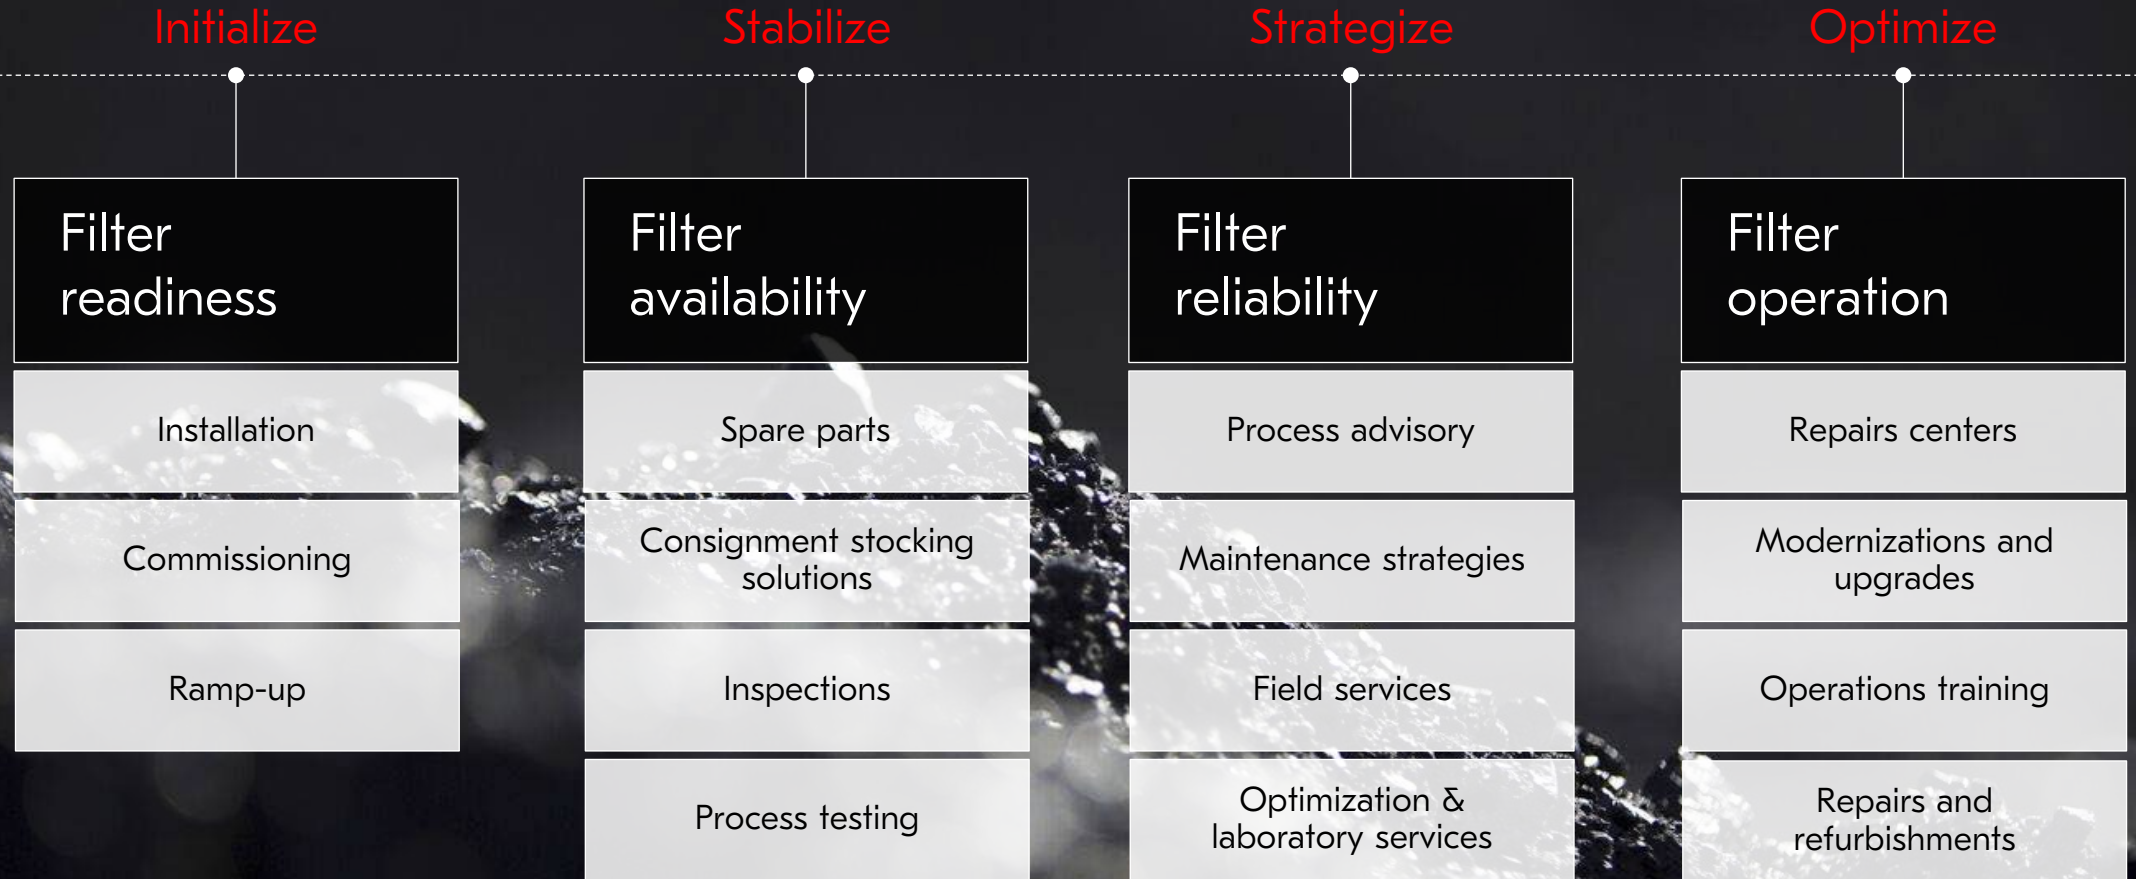 Initialize
Stabilize
Strategize
Optimize
Filter
readiness
Installation
Commissioning
Ramp-up
Filter
availability
Spare parts
Consignment stocking
solutions
Inspections
Process testing
Filter
reliability
Process advisory
Maintenance strategies
Field services
Optimization &
laboratory services
Filter
operation
Repairs centers
Modernizations and
upgrades
Operations training
Repairs and
refurbishments